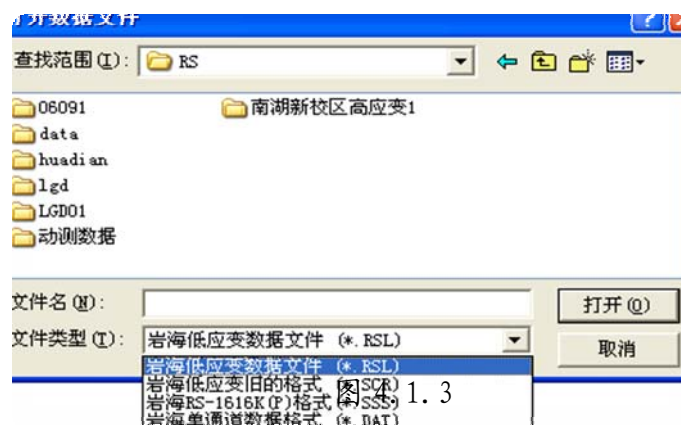 打开数据文件
查找范围(I): RS
06091 南湖新校区高应变1
data
huadian
lgd
LGD01
动测数据
文件名(N): 打开(O)
文件类型(T): 岩海低应变数据文件 (*.RSL) 取消
岩海低应变数据文件 (*.RSL)
岩海低应变旧的格式 (*.SCR)
岩海RS-1616K(P)格式(*.SSS)
岩海单通道数据格式 (*.DAT)
图 4.1.3